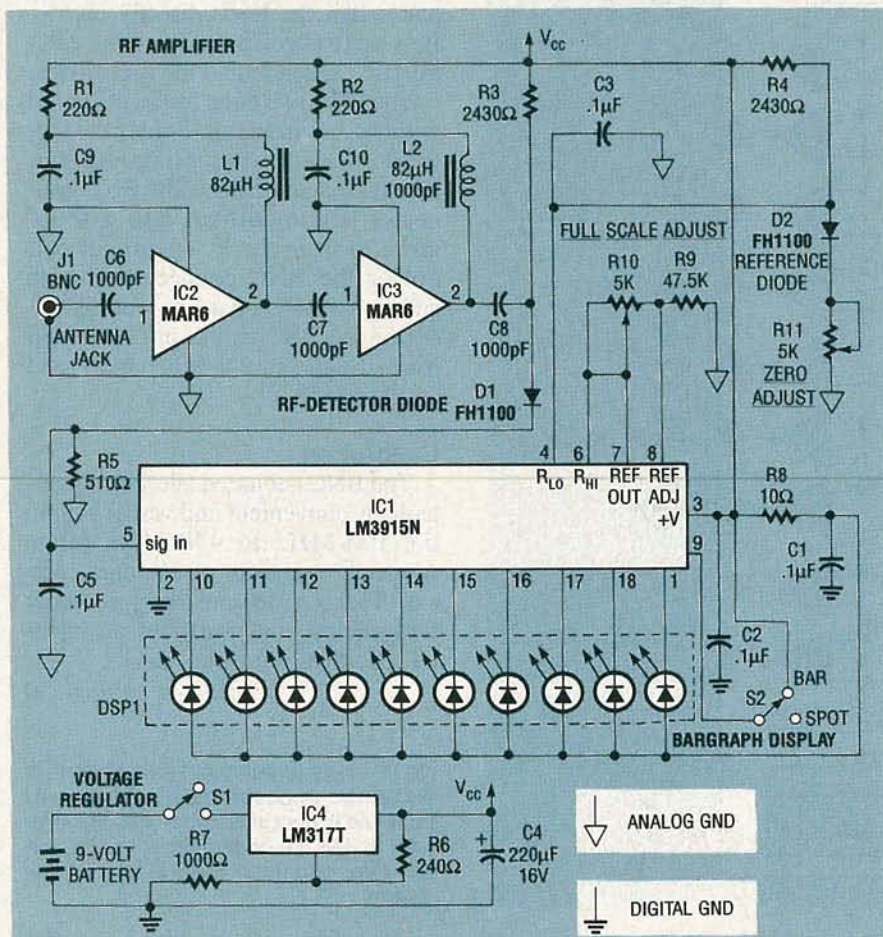 RF AMPLIFIER
V_CC
R1
220Ω
R2
220Ω
R3
2430Ω
C3
.1µF
R4
2430Ω
C9
.1µF
L1
82µH
C10
.1µF
L2
82µH
1000pF
FULL SCALE ADJUST
D2
FH1100
REFERENCE
DIODE
J1
BNC
C6
1000pF
R10
5K
R9
47.5K
1
IC2
MAR6
2
1
IC3
MAR6
2
C7
1000pF
C8
1000pF
ANTENNA
JACK
R11
5K
ZERO
ADJUST
RF-DETECTOR DIODE
D1
FH1100
R5
510Ω
4
6
7
8
R_LO
R_HI
REF
OUT
REF
ADJ
+V
3
9
R8
10Ω
IC1
LM3915N
5
sig in
C1
.1µF
C5
.1µF
2
10
11
12
13
14
15
16
17
18
1
C2
.1µF
BAR
S2
SPOT
DSP1
BARGRAPH DISPLAY
VOLTAGE
REGULATOR
S1
V_CC
IC4
LM317T
R7
1000Ω
R6
240Ω
C4
220µF
16V
+
9-VOLT
BATTERY
ANALOG GND
DIGITAL GND